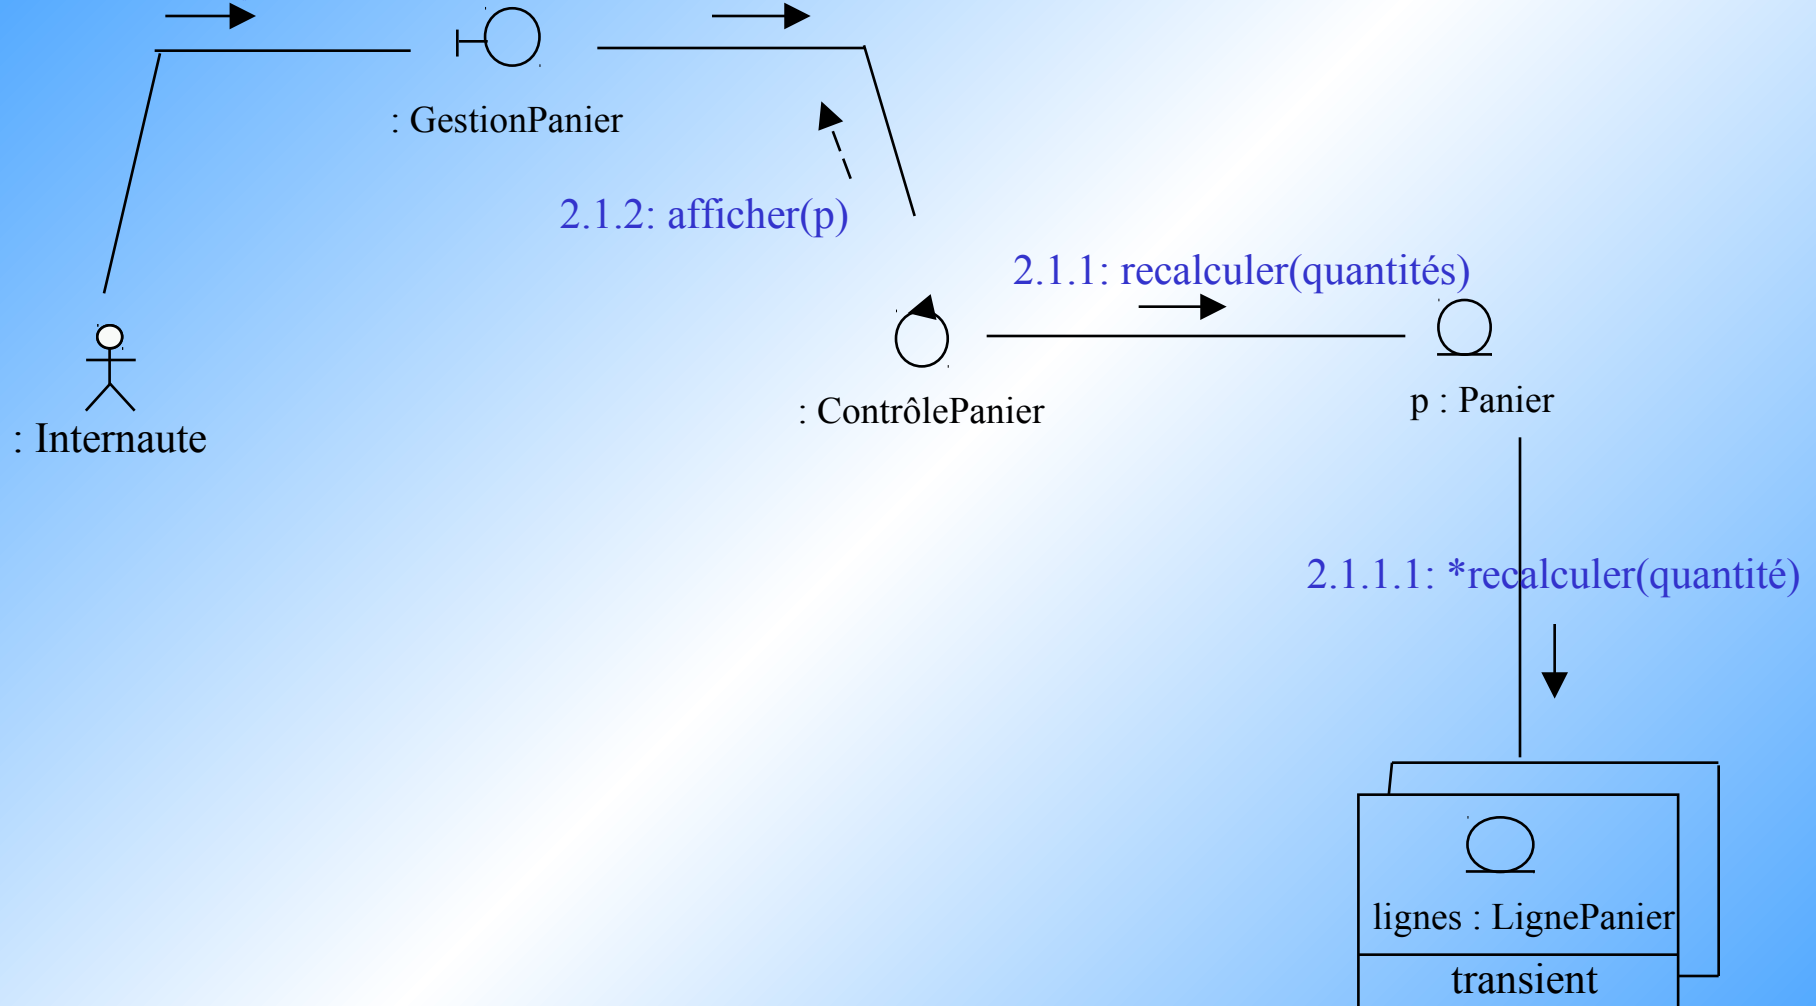 : GestionPanier
2.1.2: afficher(p)
2.1.1: recalculer(quantités)
: ContrôlePanier
p : Panier
: Internaute
2.1.1.1: *recalculer(quantité)
lignes : LignePanier
transient